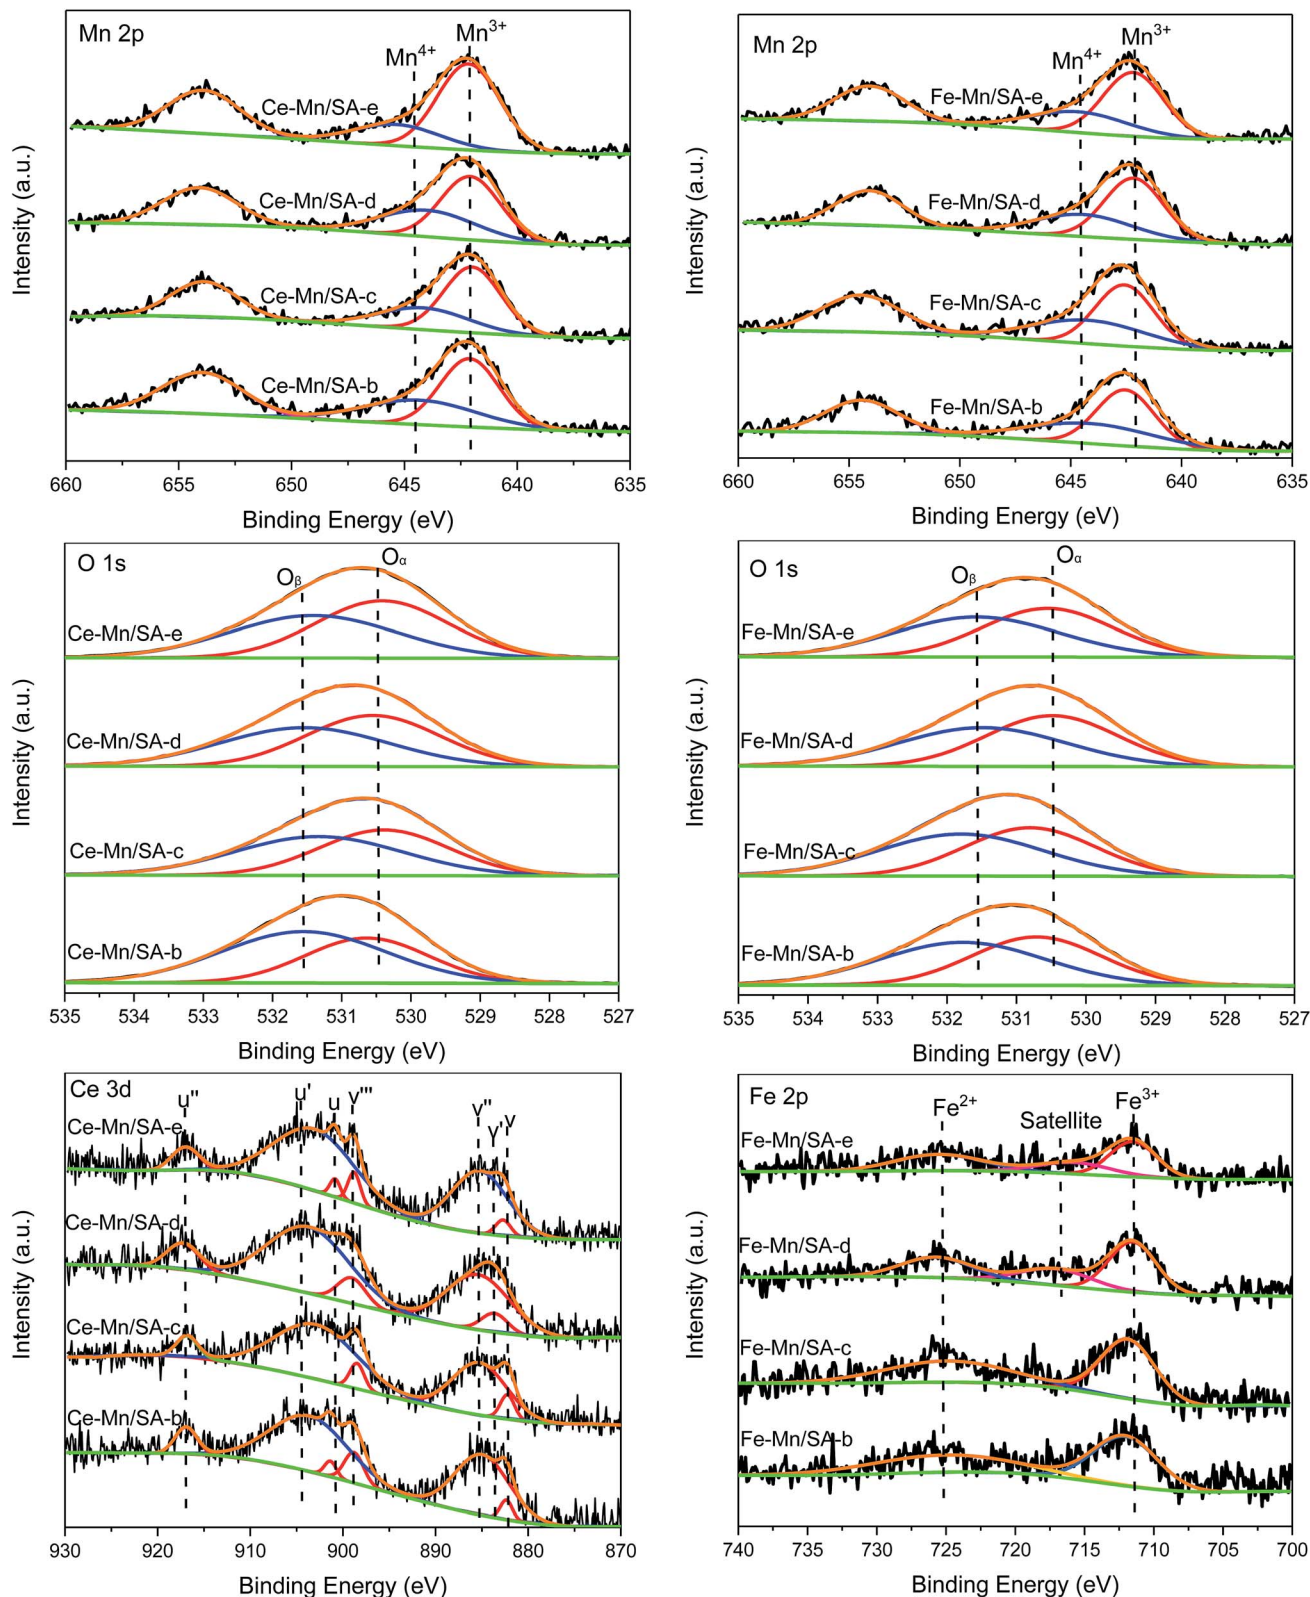 Mn 2p
Mn⁴⁺
Mn³⁺
Ce-Mn/SA-e
Ce-Mn/SA-d
Ce-Mn/SA-c
Ce-Mn/SA-b
Intensity (a.u.)
660 655 650 645 640 635
Binding Energy (eV)
Mn 2p
Mn⁴⁺
Mn³⁺
Fe-Mn/SA-e
Fe-Mn/SA-d
Fe-Mn/SA-c
Fe-Mn/SA-b
Intensity (a.u.)
660 655 650 645 640 635
Binding Energy (eV)
O 1s
Oβ
Oα
Ce-Mn/SA-e
Ce-Mn/SA-d
Ce-Mn/SA-c
Ce-Mn/SA-b
Intensity (a.u.)
535 534 533 532 531 530 529 528 527
Binding Energy (eV)
O 1s
Oβ
Oα
Fe-Mn/SA-e
Fe-Mn/SA-d
Fe-Mn/SA-c
Fe-Mn/SA-b
Intensity (a.u.)
535 534 533 532 531 530 529 528 527
Binding Energy (eV)
Ce 3d
u'' u' u v''' v'' v' v
Ce-Mn/SA-e
Ce-Mn/SA-d
Ce-Mn/SA-c
Ce-Mn/SA-b
Intensity (a.u.)
930 920 910 900 890 880 870
Binding Energy (eV)
Fe 2p
Fe²⁺
Satellite
Fe³⁺
Fe-Mn/SA-e
Fe-Mn/SA-d
Fe-Mn/SA-c
Fe-Mn/SA-b
Intensity (a.u.)
740 735 730 725 720 715 710 705 700
Binding Energy (eV)